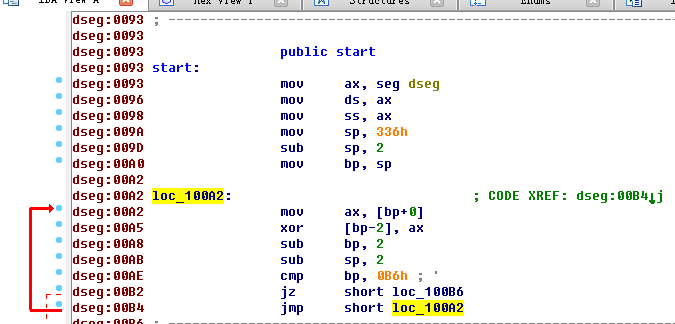 IDA View-A Hex View-1 Structures Enums
dseg:0093 ; ---------------------------------------------------------------
dseg:0093
dseg:0093 public start
dseg:0093 start:
dseg:0093 mov ax, seg dseg
dseg:0096 mov ds, ax
dseg:0098 mov ss, ax
dseg:009A mov sp, 336h
dseg:009D sub sp, 2
dseg:00A0 mov bp, sp
dseg:00A2
dseg:00A2 loc_100A2: ; CODE XREF: dseg:00B4↓j
dseg:00A2 mov ax, [bp+0]
dseg:00A5 xor [bp-2], ax
dseg:00A8 sub bp, 2
dseg:00AB sub sp, 2
dseg:00AE cmp bp, 0B6h ; '
dseg:00B2 jz short loc_100B6
dseg:00B4 jmp short loc_100A2
dseg:00B6 ; ---------------------------------------------------------------